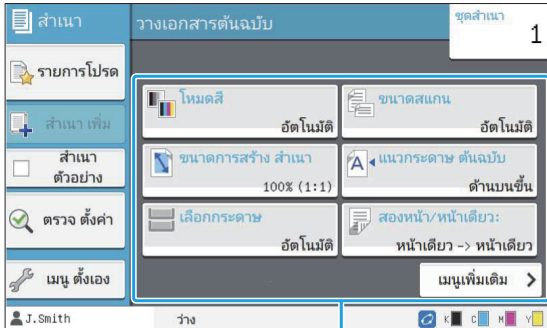 สำเนา
วางเอกสารต้นฉบับ
ชุดสำเนา
1
รายการโปรด
สำเนา เพิ่ม
สำเนา
ตัวอย่าง
ตรวจ ตั้งค่า
เมนู ตั้งเอง
โหมดสี
อัตโนมัติ
ขนาดสแกน
อัตโนมัติ
ขนาดการสร้าง สำเนา
100% (1:1)
A
แนวกระดาษ ต้นฉบับ
ด้านบนขึ้น
เลือกกระดาษ
อัตโนมัติ
สองหน้า/หน้าเดียว:
หน้าเดียว -> หน้าเดียว
เมนูเพิ่มเติม >
J.Smith
ว่าง
K C M Y